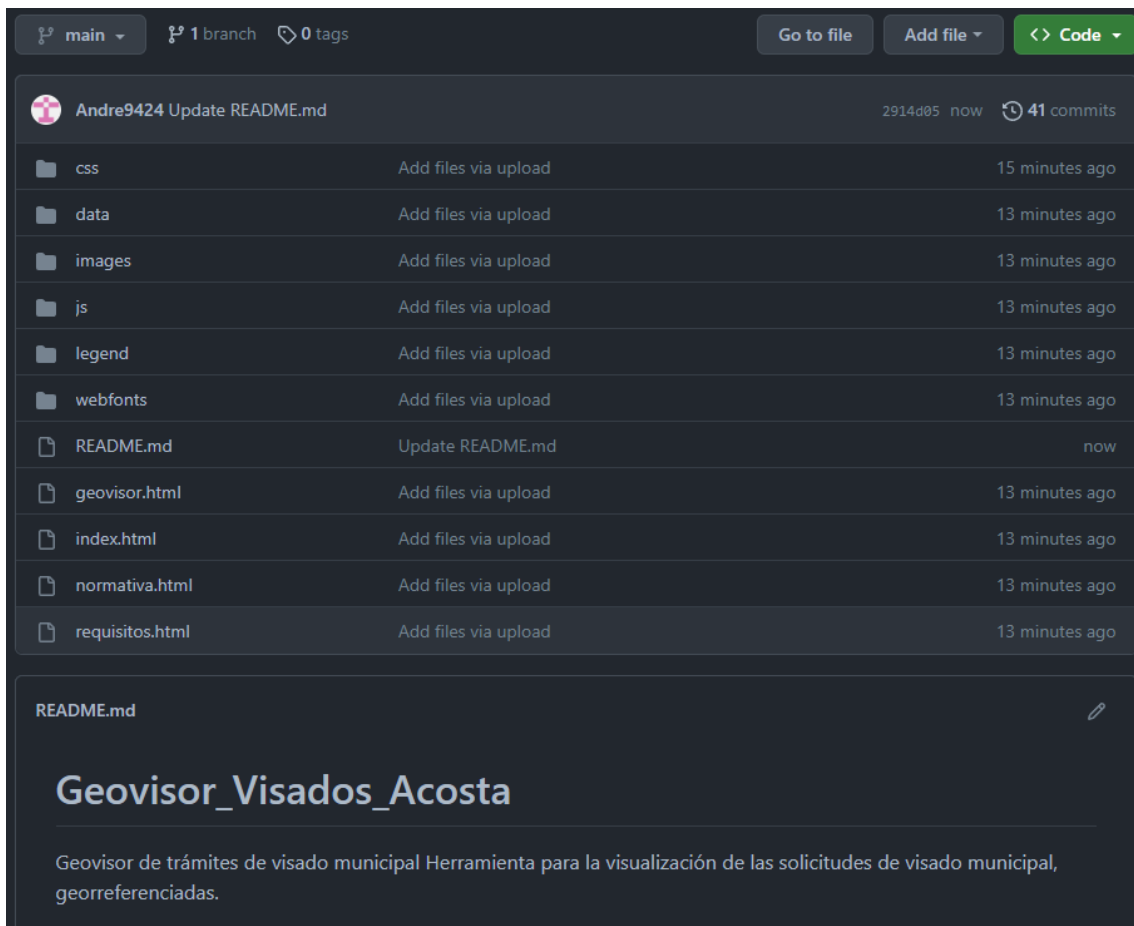 main 1 branch 0 tags Go to file Add file <> Code
Andre9424 Update README.md 2914d05 now 41 commits
css Add files via upload 15 minutes ago
data Add files via upload 13 minutes ago
images Add files via upload 13 minutes ago
js Add files via upload 13 minutes ago
legend Add files via upload 13 minutes ago
webfonts Add files via upload 13 minutes ago
README.md Update README.md now
geovisor.html Add files via upload 13 minutes ago
index.html Add files via upload 13 minutes ago
normativa.html Add files via upload 13 minutes ago
requisitos.html Add files via upload 13 minutes ago
README.md
Geovisor_Visados_Acosta
Geovisor de trámites de visado municipal Herramienta para la visualización de las solicitudes de visado municipal,
georreferenciadas.